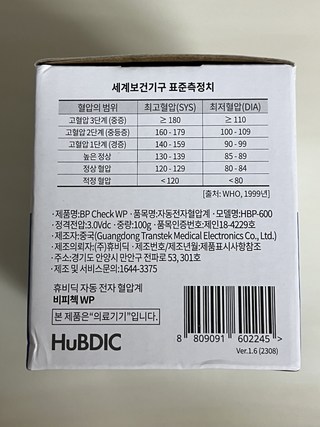 세계보건기구 표준측정치
혈압의 범위 최고혈압(SYS) 최저혈압(DIA)
고혈압 3단계 (중증) ≥ 180 ≥ 110
고혈압 2단계 (중등증) 160 - 179 100 - 109
고혈압 1단계 (경증) 140 - 159 90 - 99
높은 정상 130 - 139 85 - 89
정상 혈압 120 - 129 80 - 84
적정 혈압 < 120 < 80
[출처: WHO, 1999년]
·제품명:BP Check WP ·품목명:자동전자혈압계 ·모델명:HBP-600
·정격전압:3.0Vdc ·중량:100g ·품목인증번호:제인18-4229호
·제조자:중국(Guangdong Transtek Medical Electronics Co., Ltd.)
·제조의뢰자:(주)휴비딕 ·제조번호/제조년월:제품표시사항참조
·주소:경기도 안양시 만안구 전파로 53, 301호
·제조 및 서비스문의:1644-3375
휴비딕 자동 전자 혈압계
비피첵 WP
본 제품은 "의료기기"입니다.
HuBDIC
8 809091 602245 >
Ver.1.6 (2308)